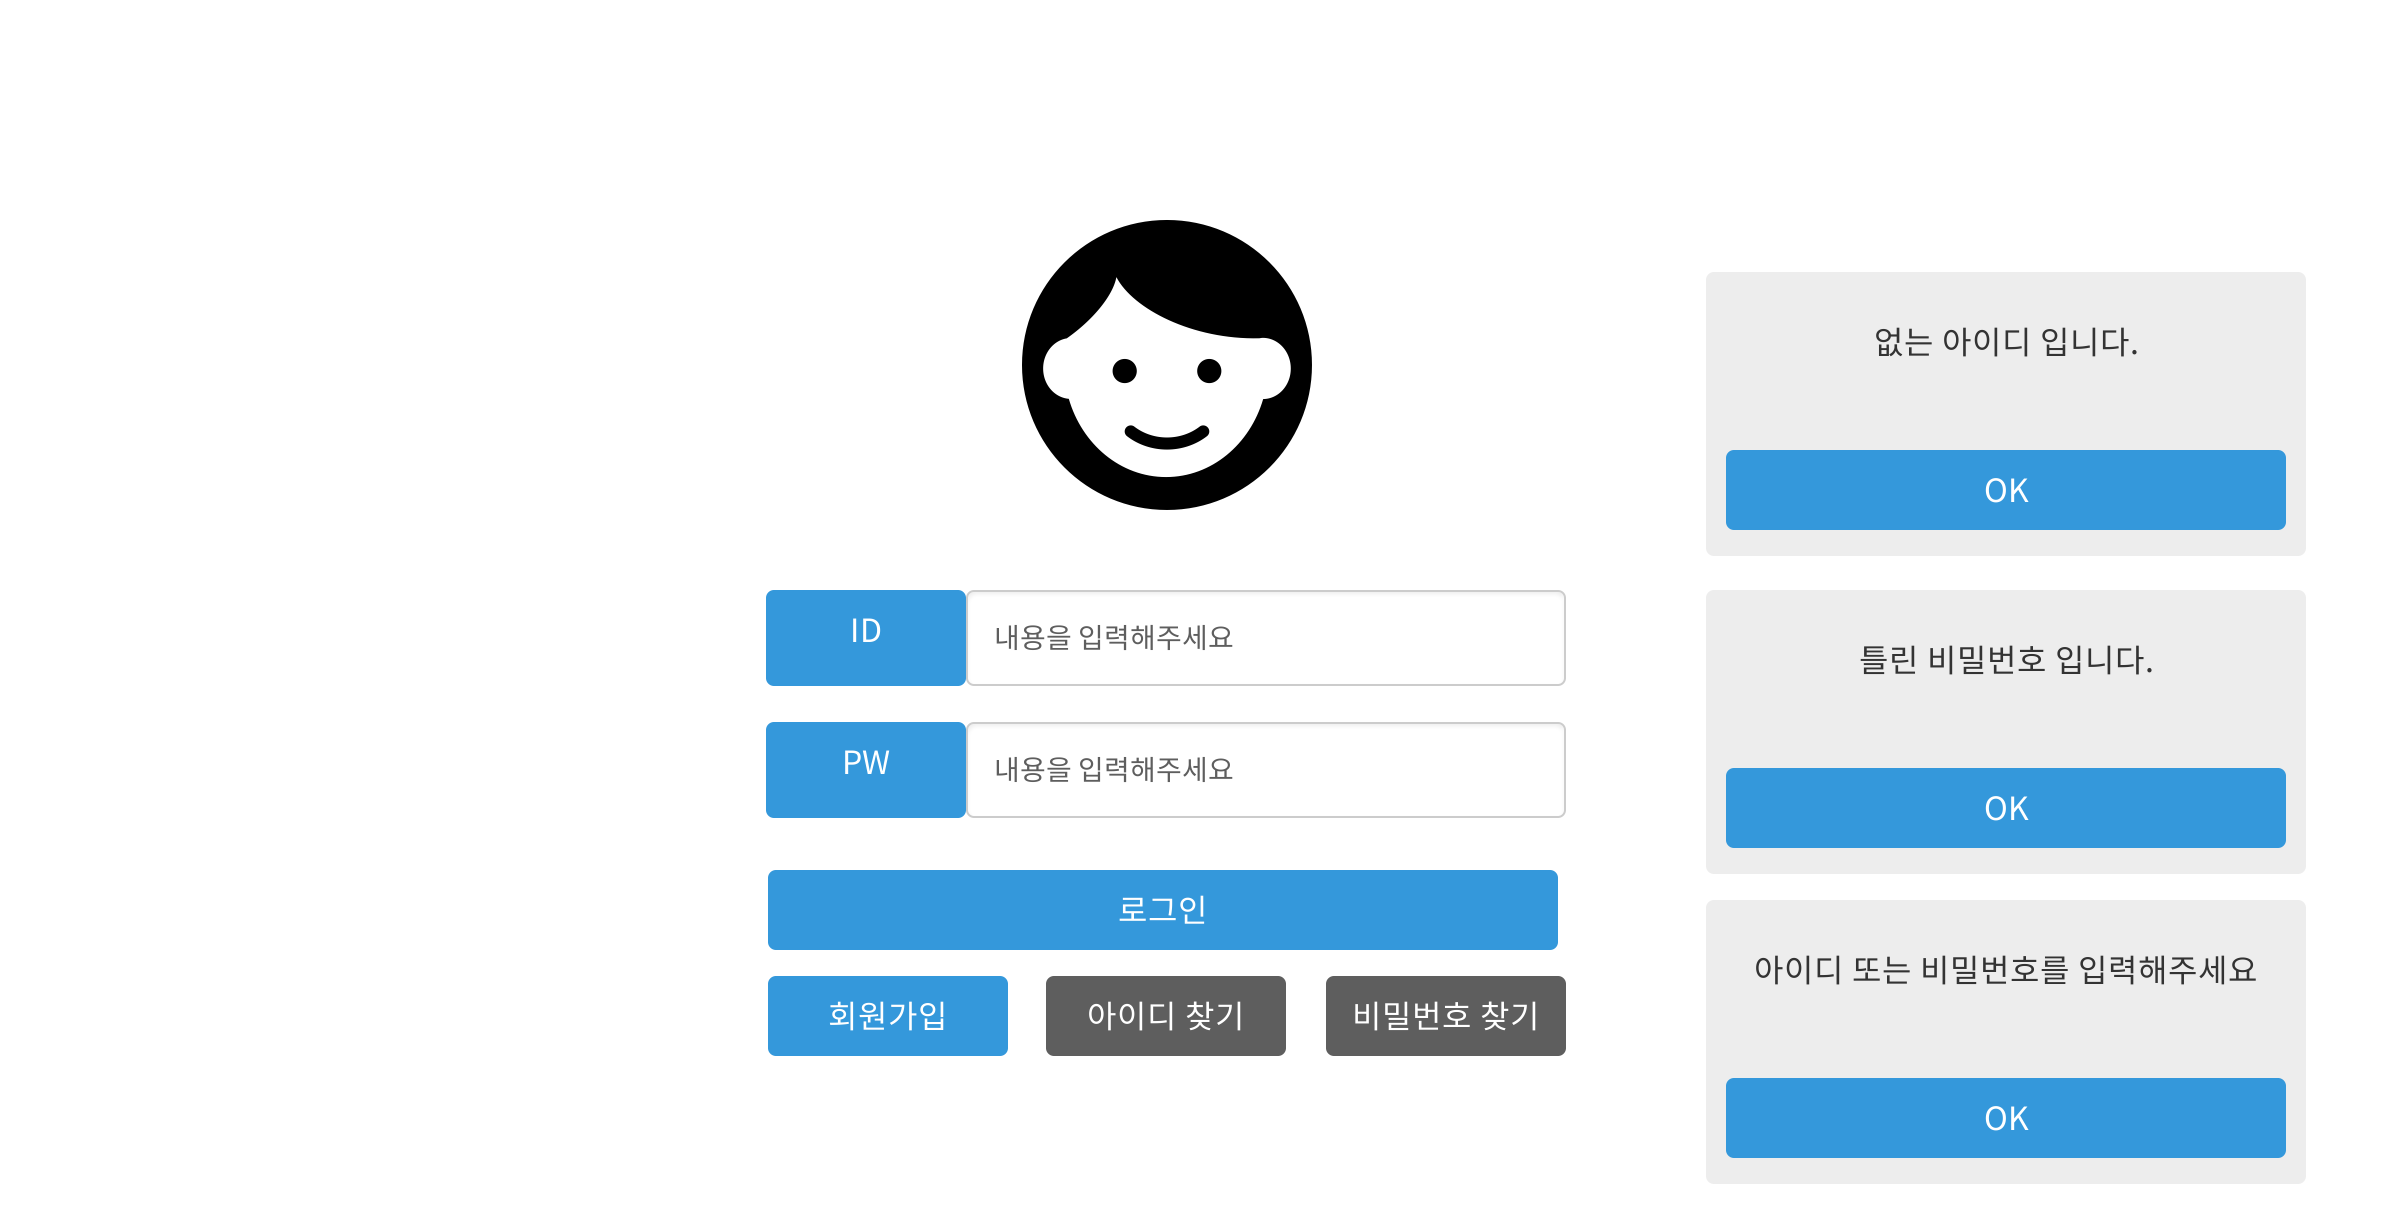 ID
내용을 입력해주세요
PW
내용을 입력해주세요
로그인
회원가입
아이디 찾기
비밀번호 찾기
없는 아이디 입니다.
OK
틀린 비밀번호 입니다.
OK
아이디 또는 비밀번호를 입력해주세요
OK